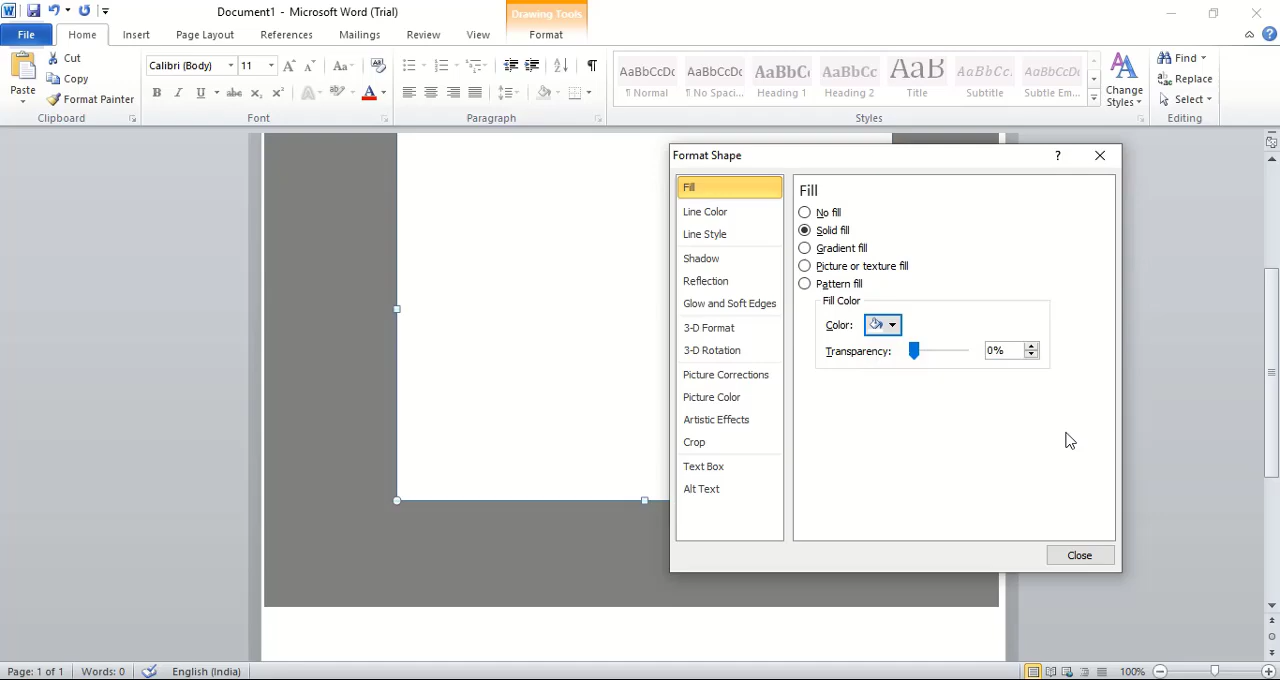 Document1 - Microsoft Word (Trial)
Drawing Tools
File Home Insert Page Layout References Mailings Review View Format
Paste
Cut
Copy
Format Painter
Clipboard
Calibri (Body) 11
Font
Paragraph
AaBbCcDc AaBbCcDc AaBbC AaBbCc AaB AaBbCc. AaBbCcDc
¶ Normal ¶ No Spaci... Heading 1 Heading 2 Title Subtitle Subtle Em...
Styles
Change
Styles
Find
Replace
Select
Editing
Format Shape
Fill
Line Color
Line Style
Shadow
Reflection
Glow and Soft Edges
3-D Format
3-D Rotation
Picture Corrections
Picture Color
Artistic Effects
Crop
Text Box
Alt Text
Fill
No fill
Solid fill
Gradient fill
Picture or texture fill
Pattern fill
Fill Color
Color:
Transparency: 0%
Close
Page: 1 of 1 Words: 0 English (India) 100%